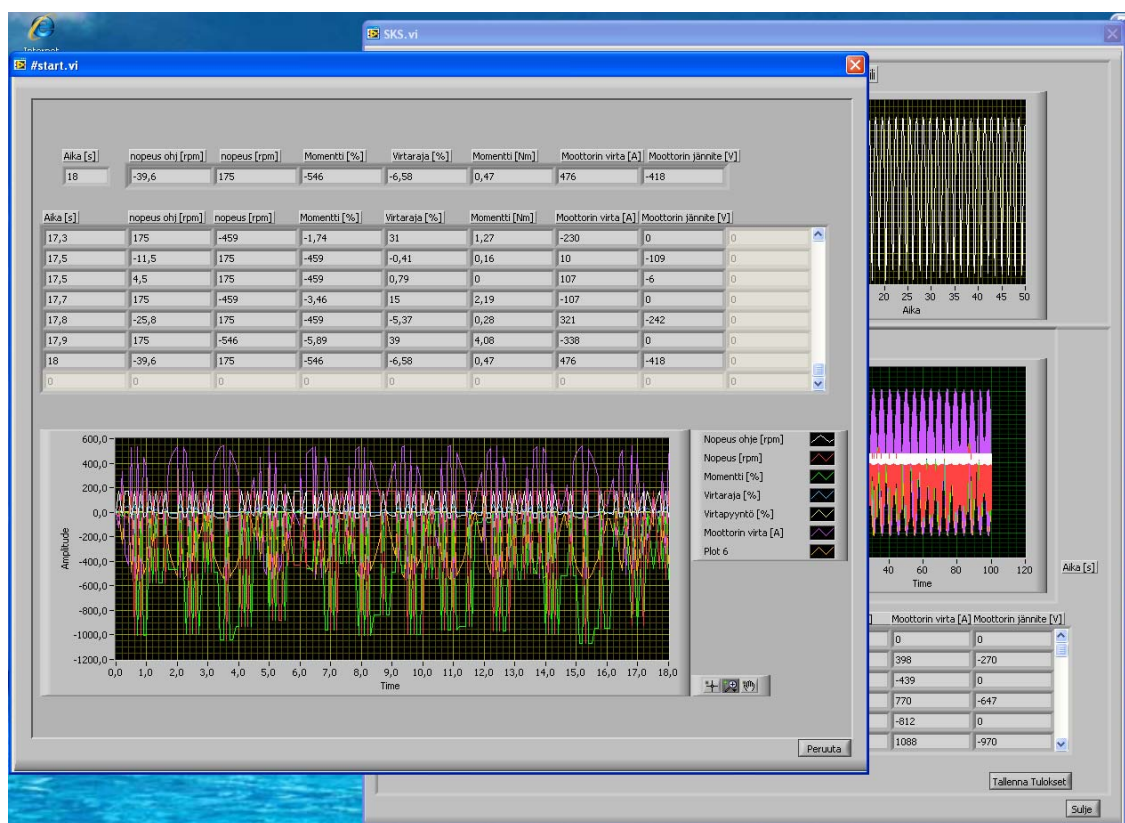 Internet
SKS.vi
#start.vi
Aika [s] nopeus ohj [rpm] nopeus [rpm] Momentti [%] Virtaraja [%] Momentti [Nm] Moottorin virta [A] Moottorin jännite [V]
18 -39,6 175 -546 -6,58 0,47 476 -418
Aika [s] nopeus ohj [rpm] nopeus [rpm] Momentti [%] Virtaraja [%] Momentti [Nm] Moottorin virta [A] Moottorin jännite [V]
17,3 175 -459 -1,74 31 1,27 -230 0 0
17,5 -11,5 175 -459 -0,41 0,16 10 -109 0
17,5 4,5 175 -459 0,79 0 107 -6 0
17,7 175 -459 -3,46 15 2,19 -107 0 0
17,8 -25,8 175 -459 -5,37 0,28 321 -242 0
17,9 175 -546 -5,89 39 4,08 -338 0 0
18 -39,6 175 -546 -6,58 0,47 476 -418 0
0 0 0 0 0 0 0 0 0
600,0
400,0
200,0
0,0
-200,0
-400,0
-600,0
-800,0
-1000,0
-1200,0
Amplitude
0,0 1,0 2,0 3,0 4,0 5,0 6,0 7,0 8,0 9,0 10,0 11,0 12,0 13,0 14,0 15,0 16,0 17,0 18,0
Time
Nopeus ohje [rpm]
Nopeus [rpm]
Momentti [%]
Virtaraja [%]
Virtapyyntö [%]
Moottorin virta [A]
Plot 6
Peruuta
20 25 30 35 40 45 50
Aika
40 60 80 100 120
Time
Aika [s]
Moottorin virta [A] Moottorin jännite [V]
0 0
398 -270
-439 0
770 -647
-812 0
1088 -970
Tallenna Tulokset
Sulje